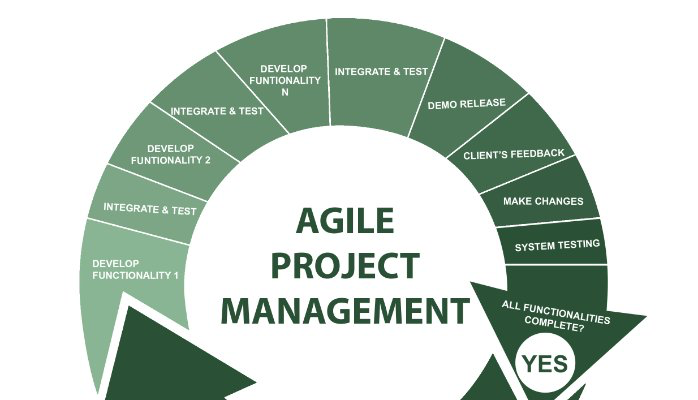 DEVELOP
FUNCTIONALITY 1
INTEGRATE & TEST
DEVELOP
FUNTIONALITY 2
INTEGRATE & TEST
DEVELOP
FUNTIONALITY
N
INTEGRATE & TEST
DEMO RELEASE
CLIENT'S FEEDBACK
MAKE CHANGES
SYSTEM TESTING
ALL FUNCTIONALITIES
COMPLETE?
YES
AGILE
PROJECT
MANAGEMENT